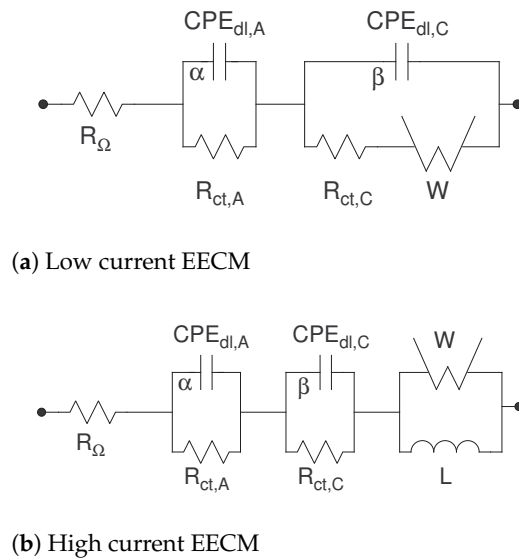 CPE_dl,A CPE_dl,C
α β
R_Ω
R_ct,A R_ct,C W
(a) Low current EECM
CPE_dl,A CPE_dl,C W
α β
R_Ω
R_ct,A R_ct,C L
(b) High current EECM